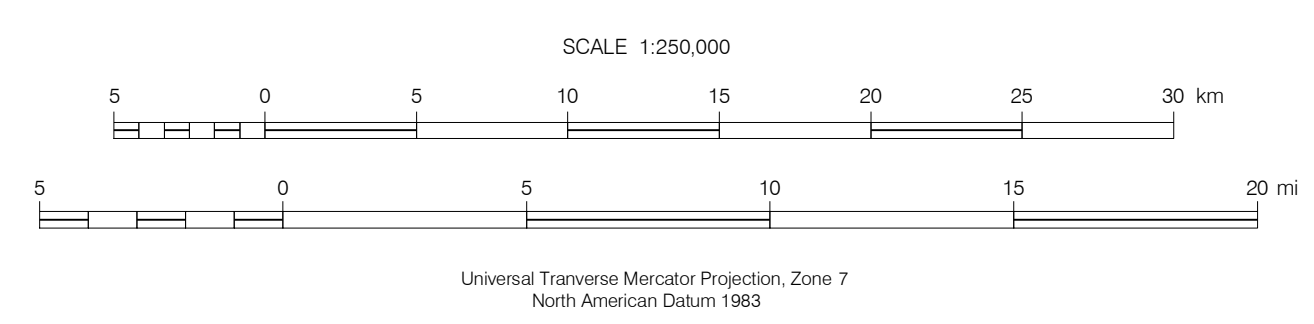 SCALE 1:250,000
5 0 5 10 15 20 25 30 km
5 0 5 10 15 20 mi
Universal Tranverse Mercator Projection, Zone 7
North American Datum 1983